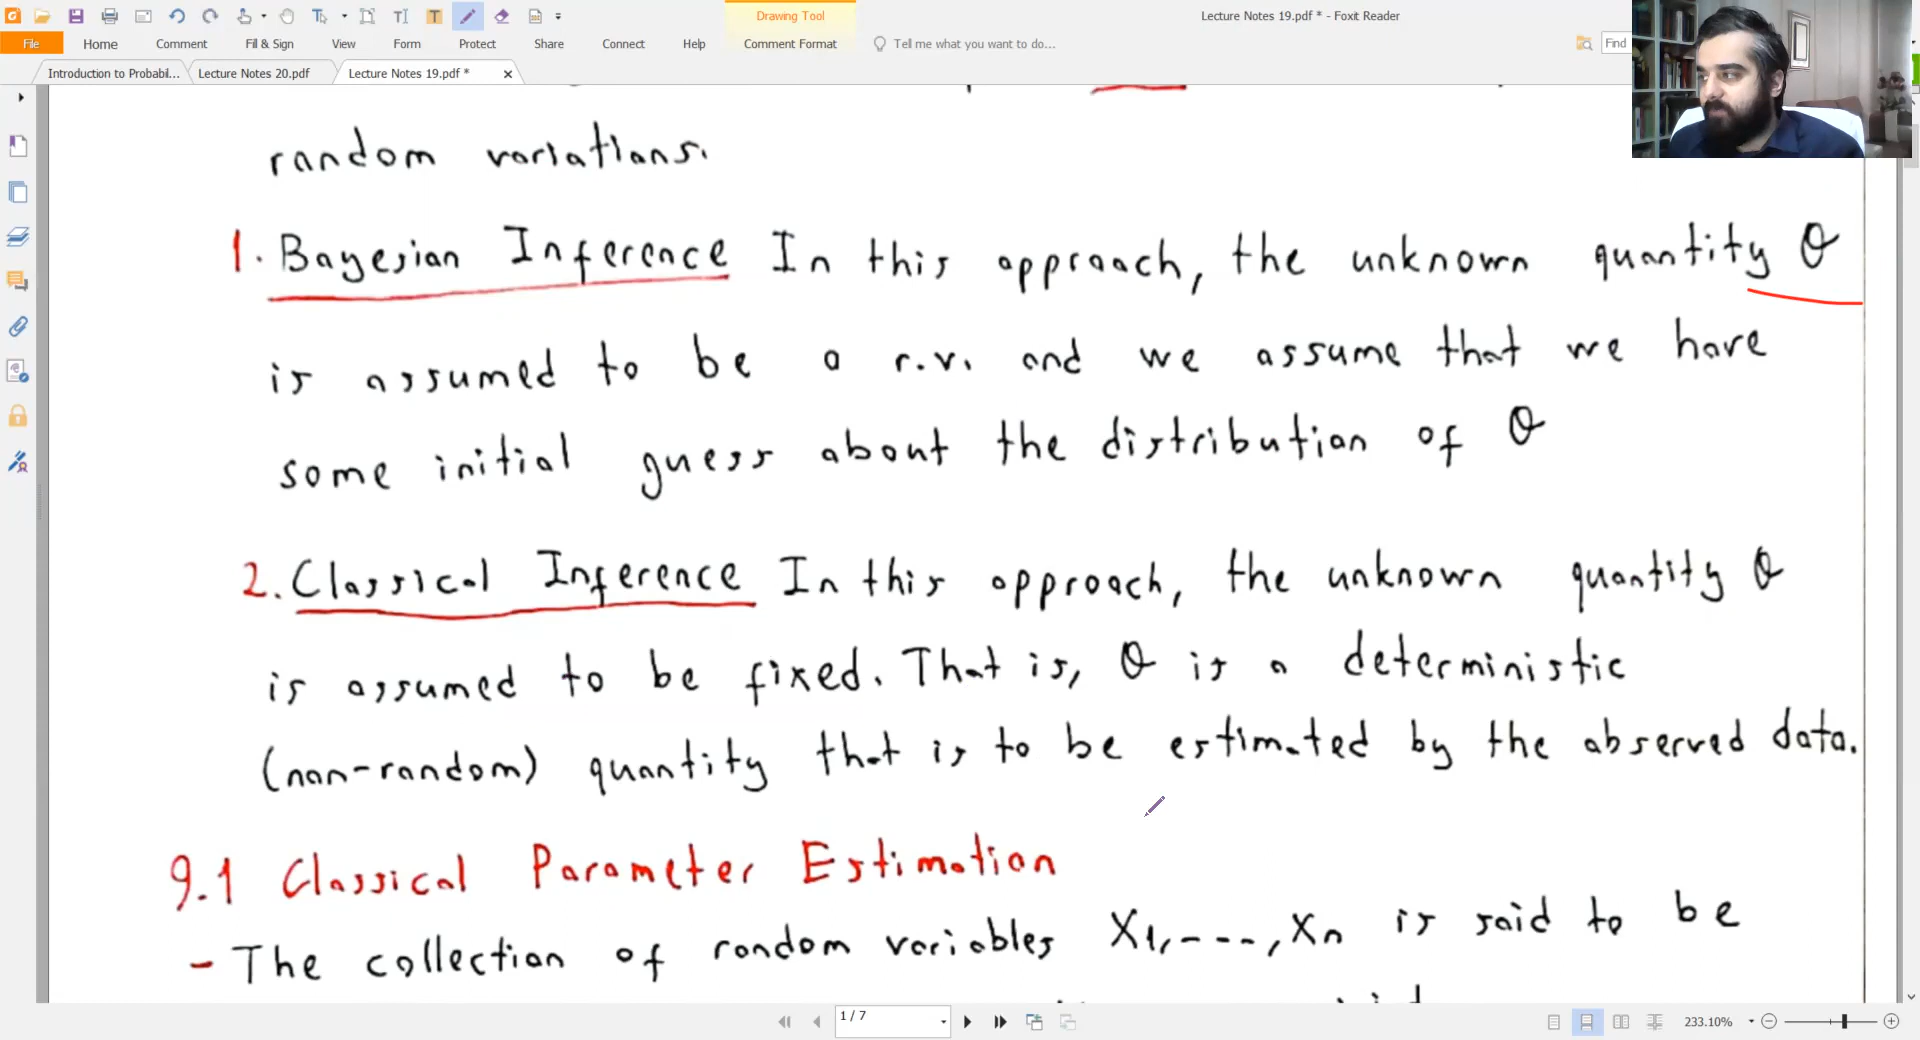 Drawing Tool
Lecture Notes 19.pdf * - Foxit Reader
File Home Comment Fill & Sign View Form Protect Share Connect Help Comment Format Tell me what you want to do... Find
Introduction to Probabil... Lecture Notes 20.pdf Lecture Notes 19.pdf *
random variations.
1. Bayesian Inference In this approach, the unknown quantity θ
is assumed to be a r.v. and we assume that we have
some initial guess about the distribution of θ
2. Classical Inference In this approach, the unknown quantity θ
is assumed to be fixed. That is, θ is a deterministic
(non-random) quantity that is to be estimated by the observed data.
9.1 Classical Parameter Estimation
- The collection of random variables X1,----,Xn is said to be
1 / 7
233.10%